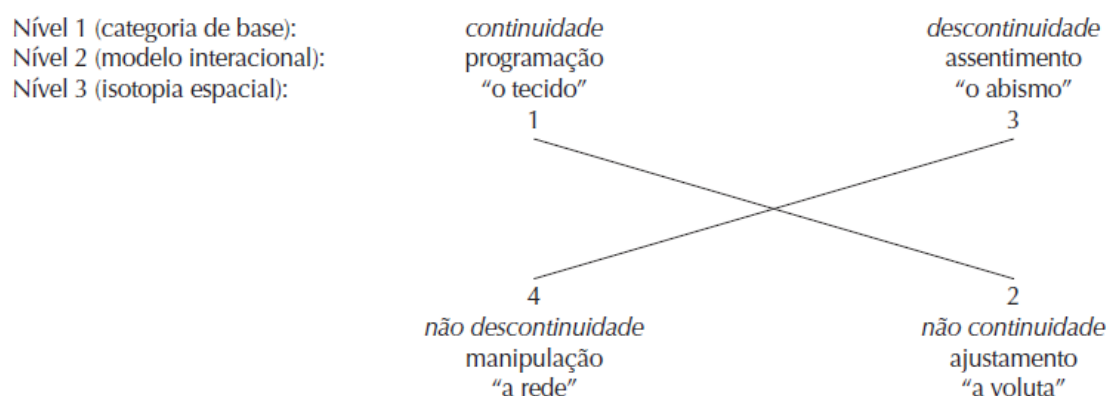 Nível 1 (categoria de base): continuidade descontinuidade
Nível 2 (modelo interacional): programação assentimento
Nível 3 (isotopia espacial): “o tecido” “o abismo”
1 3
4 2
não descontinuidade não continuidade
manipulação ajustamento
“a rede” “a voluta”